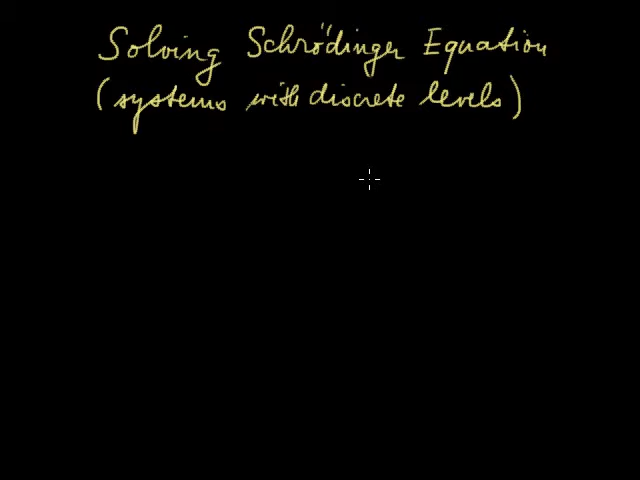 Solving Schrödinger Equation
(systems with discrete levels)